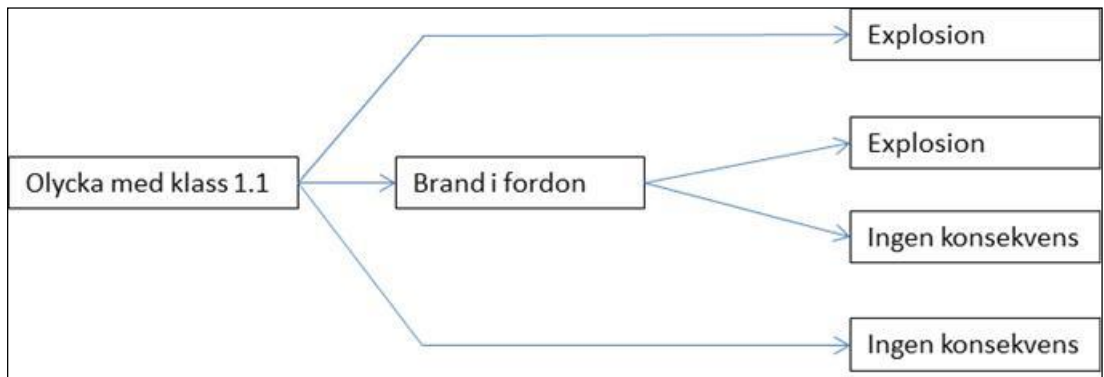 Explosion
Explosion
Olycka med klass 1.1
Brand i fordon
Ingen konsekvens
Ingen konsekvens